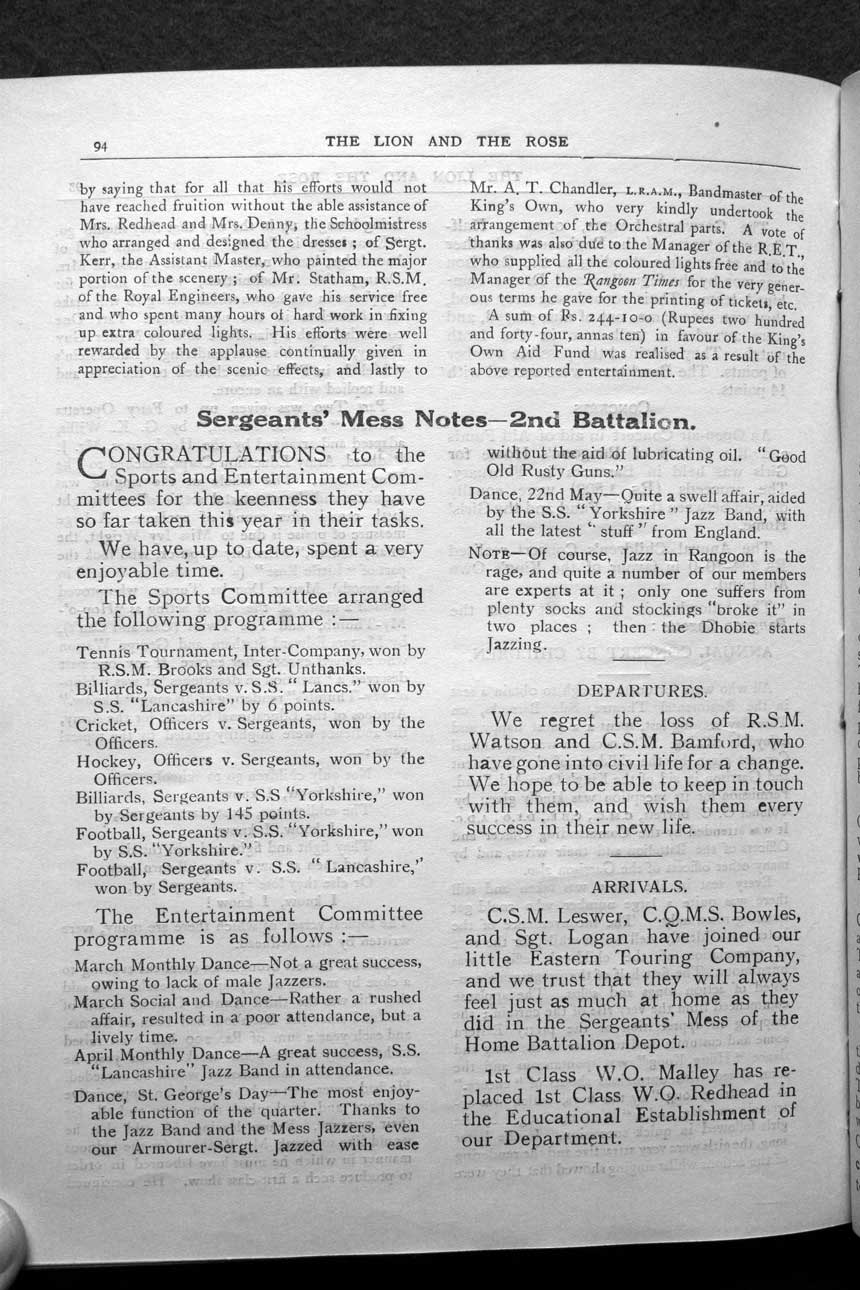 94
THE LION AND THE ROSE
by saying that for all that his efforts would not
have reached fruition without the able assistance of
Mrs. Redhead and Mrs. Denny, the Schoolmistress
who arranged and designed the dresses ; of Sergt.
Kerr, the Assistant Master, who painted the major
portion of the scenery ; of Mr. Statham, R.S.M.
of the Royal Engineers, who gave his service free
and who spent many hours of hard work in fixing
up extra coloured lights. His efforts were well
rewarded by the applause continually given in
appreciation of the scenic effects, and lastly to
Mr. A. T. Chandler, L.R.A.M., Bandmaster of the
King's Own, who very kindly undertook the
arrangement of the Orchestral parts. A vote of
thanks was also due to the Manager of the R.E.T.,
who supplied all the coloured lights free and to the
Manager of the Rangoon Times for the very gener-
ous terms he gave for the printing of tickets, etc.
A sum of Rs. 244-10-0 (Rupees two hundred
and forty-four, annas ten) in favour of the King's
Own Aid Fund was realised as a result of the
above reported entertainment.
Sergeants' Mess Notes—2nd Battalion.
CONGRATULATIONS to the
Sports and Entertainment Com-
mittees for the keenness they have
so far taken this year in their tasks.
We have, up to date, spent a very
enjoyable time.
The Sports Committee arranged
the following programme :—
Tennis Tournament, Inter-Company, won by
R.S.M. Brooks and Sgt. Unthanks.
Billiards, Sergeants v. S.S. " Lancs." won by
S.S. "Lancashire" by 6 points.
Cricket, Officers v. Sergeants, won by the
Officers.
Hockey, Officers v. Sergeants, won by the
Officers.
Billiards, Sergeants v. S.S "Yorkshire," won
by Sergeants by 145 points.
Football, Sergeants v. S.S. "Yorkshire," won
by S.S. "Yorkshire."
Football, Sergeants v. S.S. " Lancashire,"
won by Sergeants.
The Entertainment Committee
programme is as follows :—
March Monthly Dance—Not a great success,
owing to lack of male Jazzers.
March Social and Dance—Rather a rushed
affair, resulted in a poor attendance, but a
lively time.
April Monthly Dance—A great success, S.S.
"Lancashire" Jazz Band in attendance.
Dance, St. George's Day—The most enjoy-
able function of the quarter. Thanks to
the Jazz Band and the Mess Jazzers, even
our Armourer-Sergt. Jazzed with ease
without the aid of lubricating oil. "Good
Old Rusty Guns."
Dance, 22nd May—Quite a swell affair, aided
by the S.S. " Yorkshire " Jazz Band, with
all the latest " stuff " from England.
NOTE—Of course, Jazz in Rangoon is the
rage, and quite a number of our members
are experts at it ; only one suffers from
plenty socks and stockings "broke it" in
two places ; then the Dhobie starts
Jazzing.
DEPARTURES.
We regret the loss of R.S.M.
Watson and C.S.M. Bamford, who
have gone into civil life for a change.
We hope to be able to keep in touch
with them, and wish them every
success in their new life.
ARRIVALS.
C.S.M. Leswer, C.Q.M.S. Bowles,
and Sgt. Logan have joined our
little Eastern Touring Company,
and we trust that they will always
feel just as much at home as they
did in the Sergeants' Mess of the
Home Battalion Depot.
1st Class W.O. Malley has re-
placed 1st Class W.O. Redhead in
the Educational Establishment of
our Department.